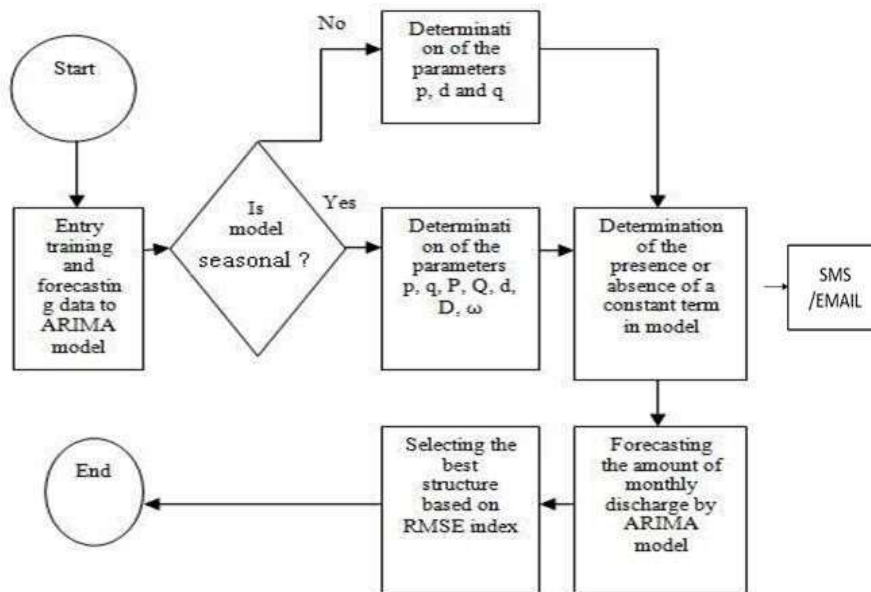 Start
Entry
training
and
forecastin
g data to
ARIMA
model
Is
model
seasonal ?
No
Determinati
on of the
parameters
p, d and q
Yes
Determinati
on of the
parameters
p, q, P, Q, d,
D, ω
Determination
of the
presence or
absence of a
constant term
in model
SMS
/EMAIL
Forecasting
the amount of
monthly
discharge by
ARIMA
model
Selecting the
best
structure
based on
RMSE index
End